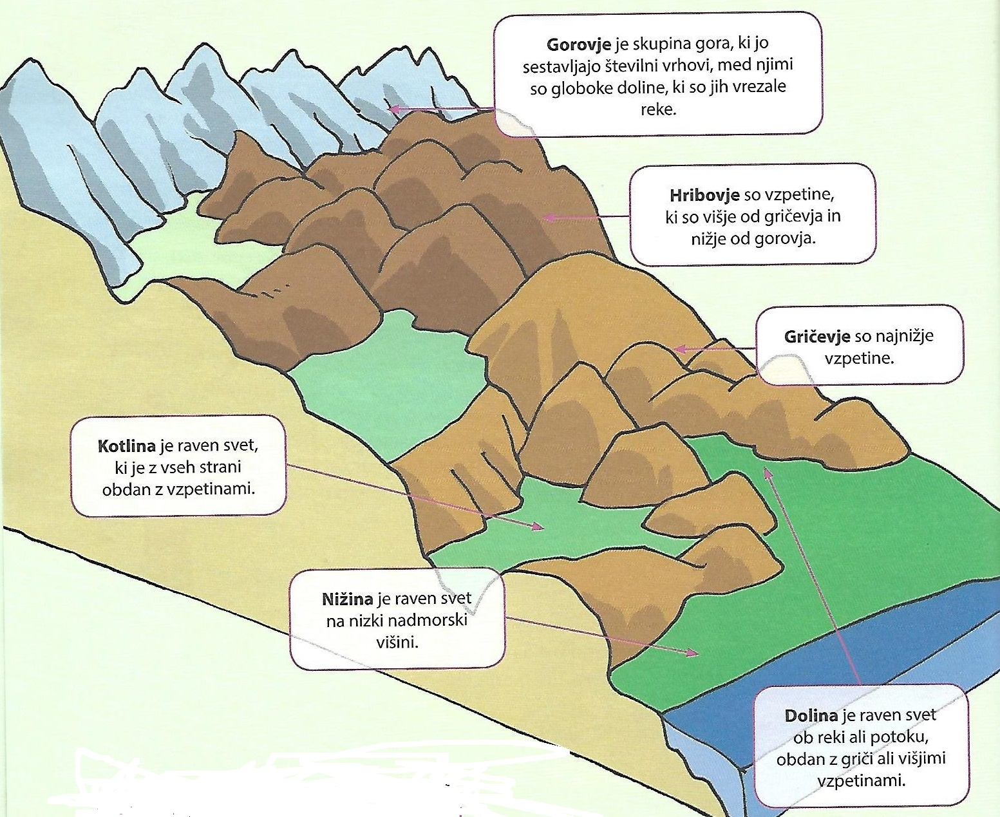 Gorovje je skupina gora, ki jo
sestavljajo številni vrhovi, med njimi
so globoke doline, ki so jih vrezale
reke.
Hribovje so vzpetine,
ki so višje od gričevja in
nižje od gorovja.
Gričevje so najnižje
vzpetine.
Kotlina je raven svet,
ki je z vseh strani
obdan z vzpetinami.
Nižina je raven svet
na nizki nadmorski
višini.
Dolina je raven svet
ob reki ali potoku,
obdan z griči ali višjimi
vzpetinami.